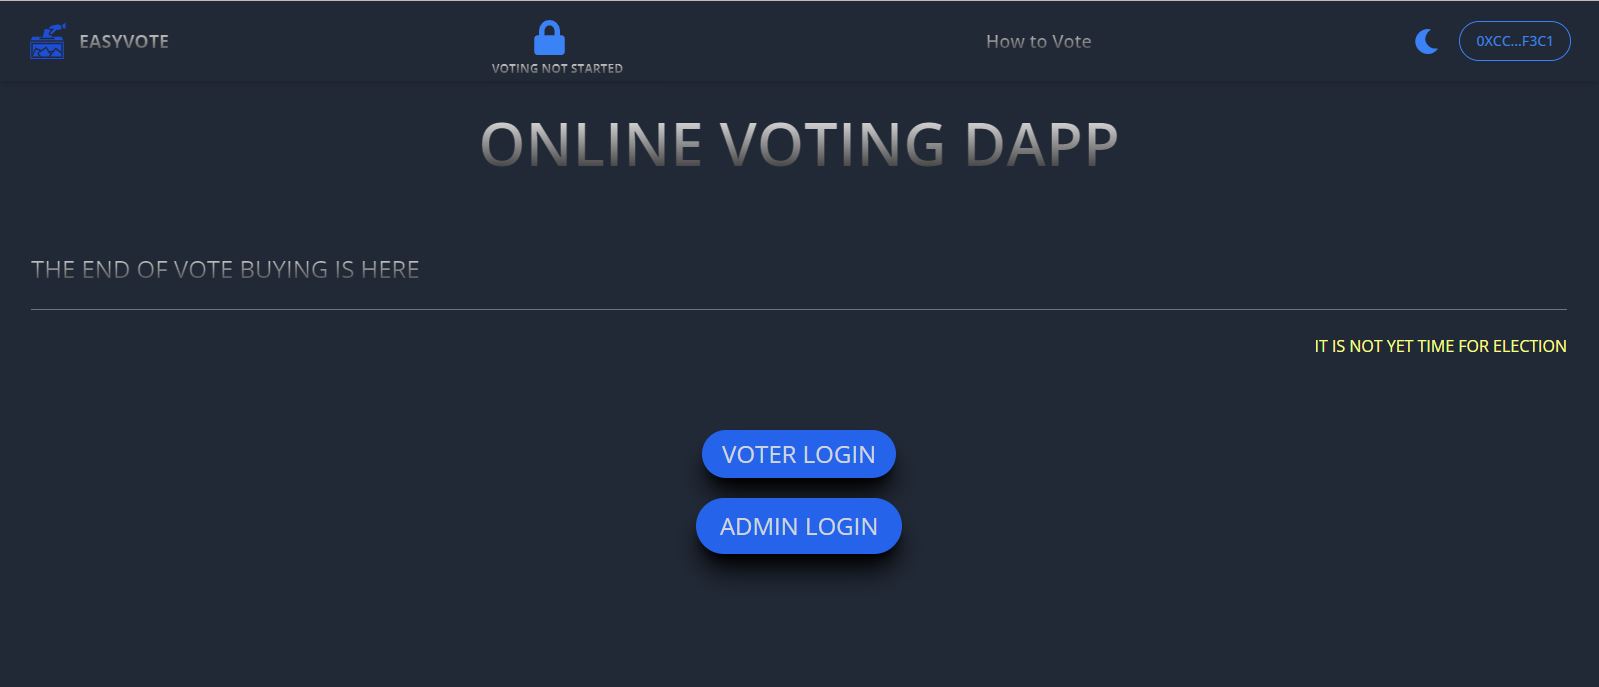 EASYVOTE
VOTING NOT STARTED
How to Vote
0XCC...F3C1
ONLINE VOTING DAPP
THE END OF VOTE BUYING IS HERE
IT IS NOT YET TIME FOR ELECTION
VOTER LOGIN
ADMIN LOGIN